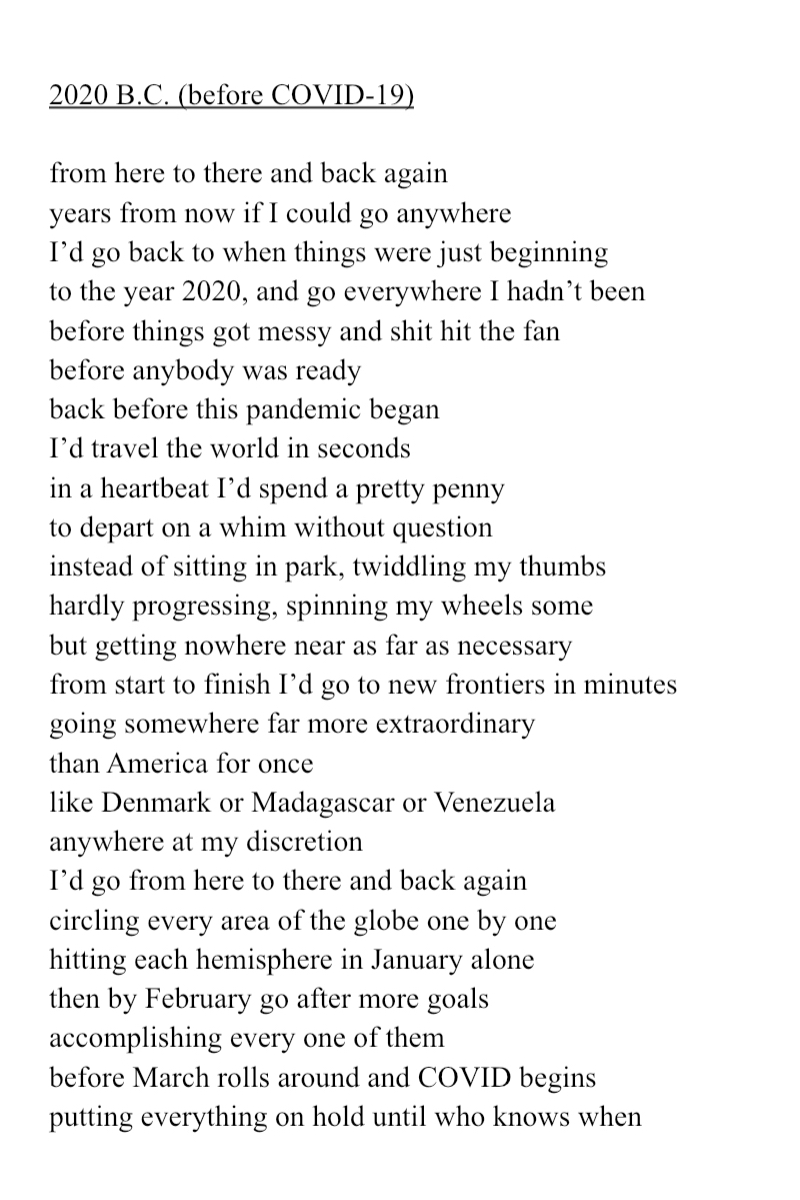 2020 B.C. (before COVID-19)
from here to there and back again
years from now if I could go anywhere
I’d go back to when things were just beginning
to the year 2020, and go everywhere I hadn’t been
before things got messy and shit hit the fan
before anybody was ready
back before this pandemic began
I’d travel the world in seconds
in a heartbeat I’d spend a pretty penny
to depart on a whim without question
instead of sitting in park, twiddling my thumbs
hardly progressing, spinning my wheels some
but getting nowhere near as far as necessary
from start to finish I’d go to new frontiers in minutes
going somewhere far more extraordinary
than America for once
like Denmark or Madagascar or Venezuela
anywhere at my discretion
I’d go from here to there and back again
circling every area of the globe one by one
hitting each hemisphere in January alone
then by February go after more goals
accomplishing every one of them
before March rolls around and COVID begins
putting everything on hold until who knows when